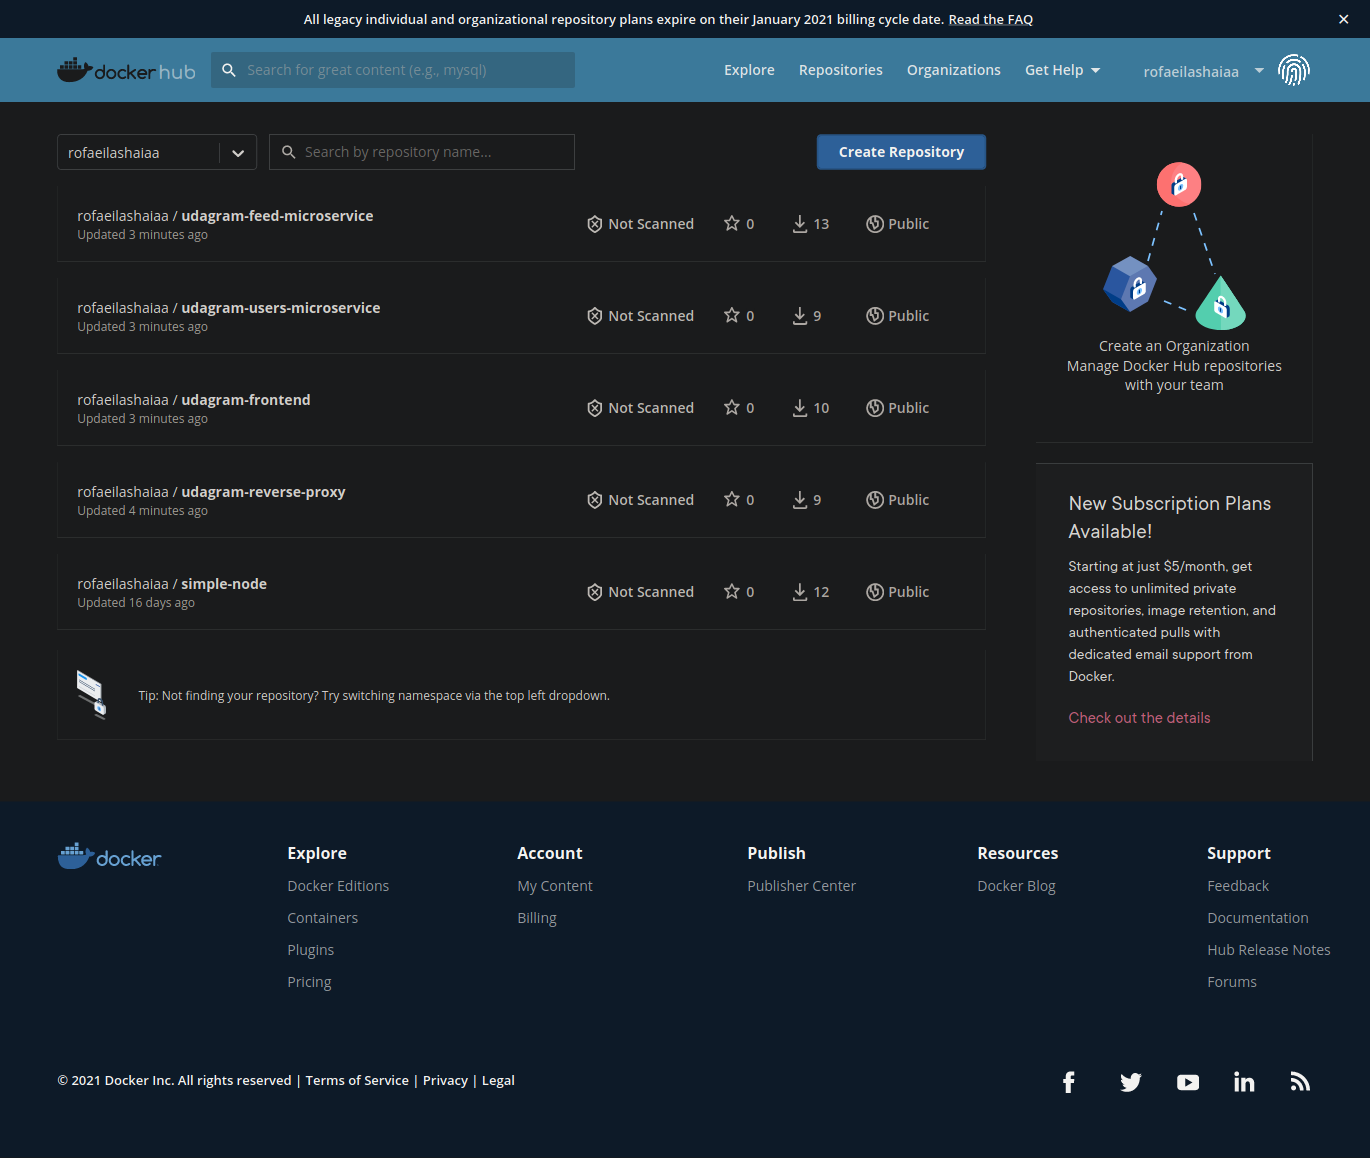 All legacy individual and organizational repository plans expire on their January 2021 billing cycle date. Read the FAQ
docker hub
Search for great content (e.g., mysql)
Explore
Repositories
Organizations
Get Help
rofaeilashaiaa
rofaeilashaiaa
Search by repository name...
Create Repository
rofaeilashaiaa / udagram-feed-microservice
Updated 3 minutes ago
Not Scanned
0
13
Public
rofaeilashaiaa / udagram-users-microservice
Updated 3 minutes ago
Not Scanned
0
9
Public
rofaeilashaiaa / udagram-frontend
Updated 3 minutes ago
Not Scanned
0
10
Public
rofaeilashaiaa / udagram-reverse-proxy
Updated 4 minutes ago
Not Scanned
0
9
Public
rofaeilashaiaa / simple-node
Updated 16 days ago
Not Scanned
0
12
Public
Tip: Not finding your repository? Try switching namespace via the top left dropdown.
Create an Organization
Manage Docker Hub repositories
with your team
New Subscription Plans
Available!
Starting at just $5/month, get
access to unlimited private
repositories, image retention, and
authenticated pulls with
dedicated email support from
Docker.
Check out the details
docker
Explore
Docker Editions
Containers
Plugins
Pricing
Account
My Content
Billing
Publish
Publisher Center
Resources
Docker Blog
Support
Feedback
Documentation
Hub Release Notes
Forums
© 2021 Docker Inc. All rights reserved | Terms of Service | Privacy | Legal